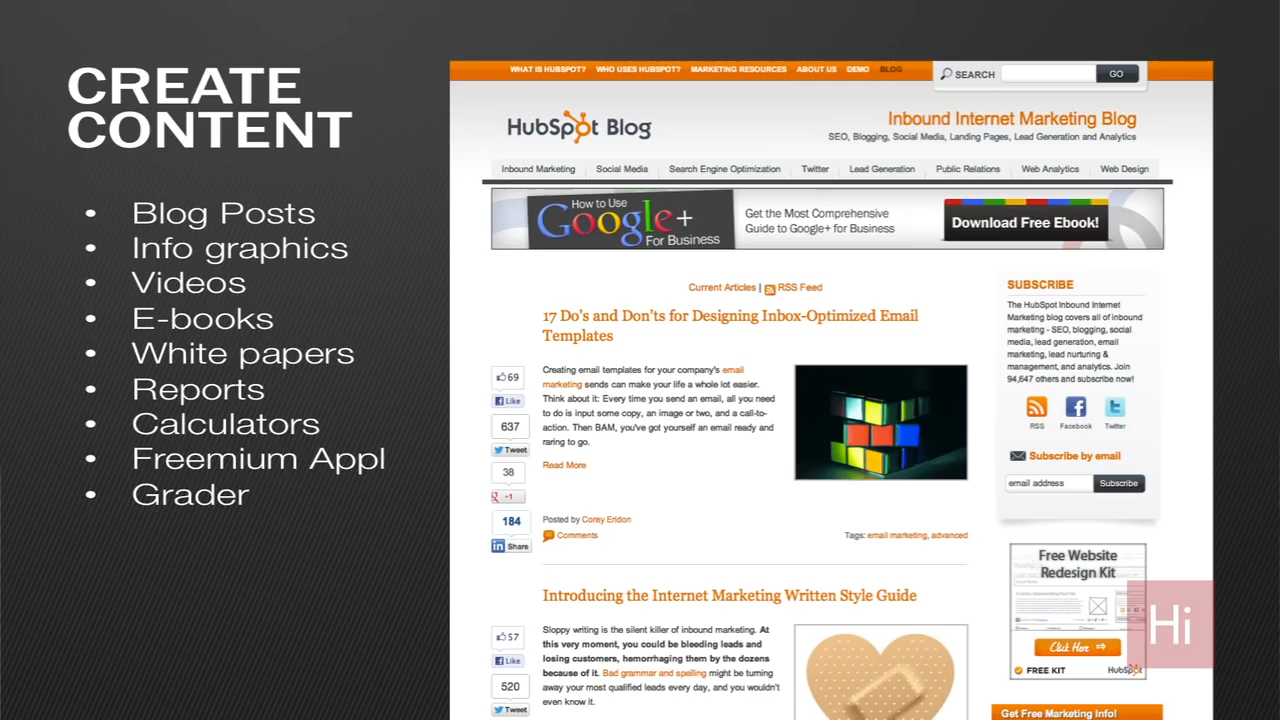 CREATE
CONTENT
• Blog Posts
• Info graphics
• Videos
• E-books
• White papers
• Reports
• Calculators
• Freemium Appl
• Grader
WHAT IS HUBSPOT? WHO USES HUBSPOT? MARKETING RESOURCES ABOUT US DEMO BLOG
SEARCH GO
HubSpot Blog
Inbound Internet Marketing Blog
SEO, Blogging, Social Media, Landing Pages, Lead Generation and Analytics
Inbound Marketing Social Media Search Engine Optimization Twitter Lead Generation Public Relations Web Analytics Web Design
How to Use
Google+
For Business
Get the Most Comprehensive
Guide to Google+ for Business
Download Free Ebook!
Current Articles | RSS Feed
17 Do's and Don'ts for Designing Inbox-Optimized Email
Templates
69
Like
637
Tweet
38
+1
184
Share
Creating email templates for your company's email
marketing sends can make your life a whole lot easier.
Think about it: Every time you send an email, all you need
to do is input some copy, an image or two, and a call-to-
action. Then BAM, you've got yourself an email ready and
raring to go.
Read More
Posted by Corey Eridon
Comments
Tags: email marketing, advanced
Introducing the Internet Marketing Written Style Guide
57
Like
520
Tweet
Sloppy writing is the silent killer of inbound marketing. At
this very moment, you could be bleeding leads and
losing customers, hemorrhaging them by the dozens
because of it. Bad grammar and spelling might be turning
away your most qualified leads every day, and you wouldn't
even know it.
SUBSCRIBE
The HubSpot Inbound Internet
Marketing blog covers all of inbound
marketing - SEO, blogging, social
media, lead generation, email
marketing, lead nurturing &
management, and analytics. Join
94,647 others and subscribe now!
RSS Facebook Twitter
Subscribe by email
email address Subscribe
Free Website
Redesign Kit
Click Here
FREE KIT HubSpot
Hi
Get Free Marketing Info!